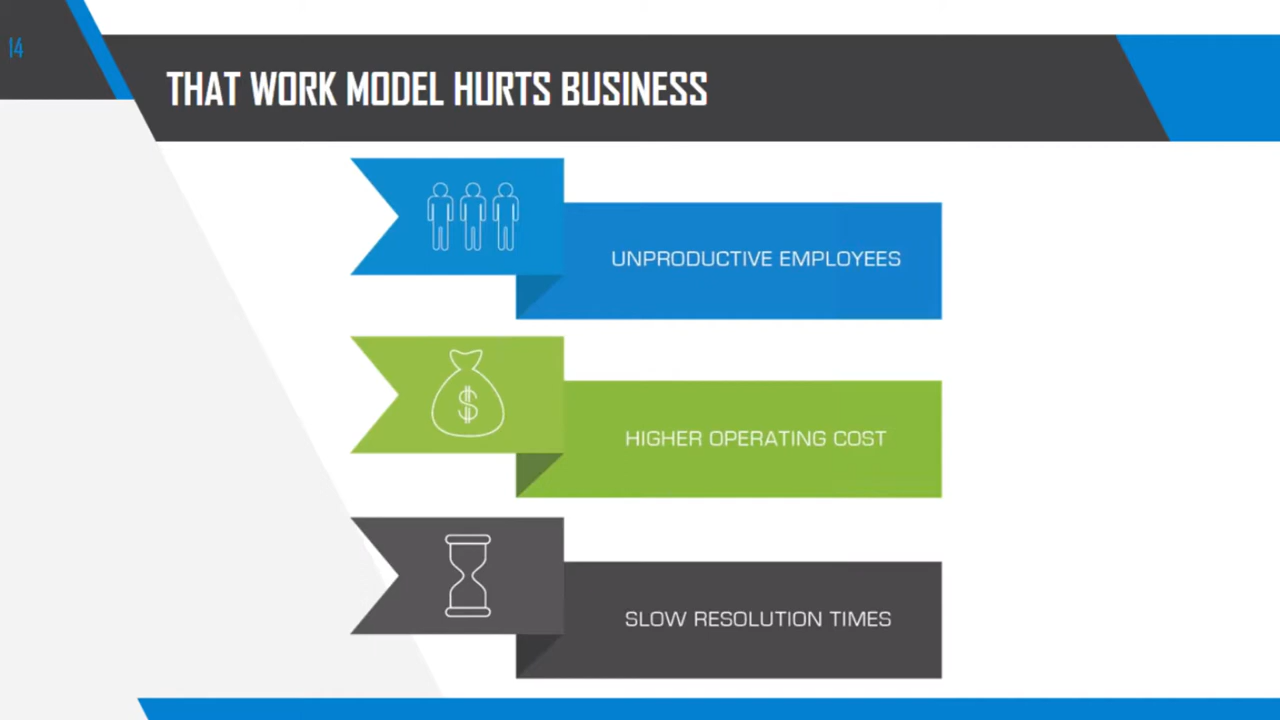 14
THAT WORK MODEL HURTS BUSINESS
UNPRODUCTIVE EMPLOYEES
$
HIGHER OPERATING COST
SLOW RESOLUTION TIMES